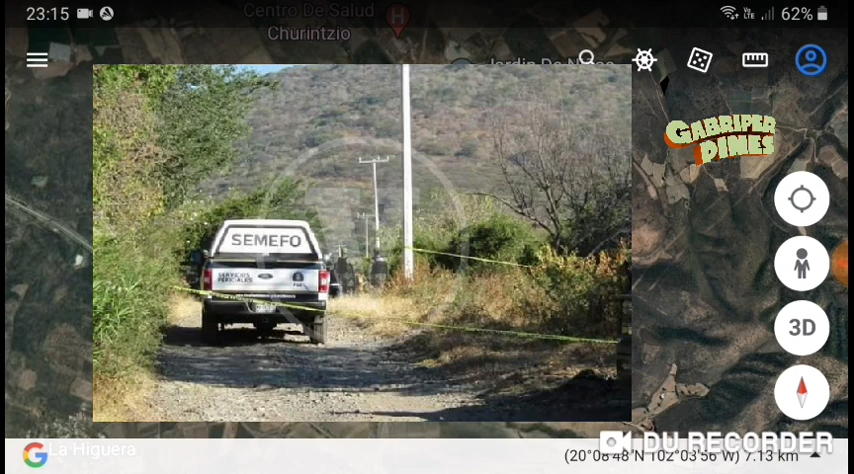 23:15
62%
Centro De Salud
Churintzio
GABRIPER
PINES
SEMEFO
SERVICIOS
PERICIALES
3D
DU RECORDER
La Higuera
(20°08'48"N 102°03'56"W) 7.13 km